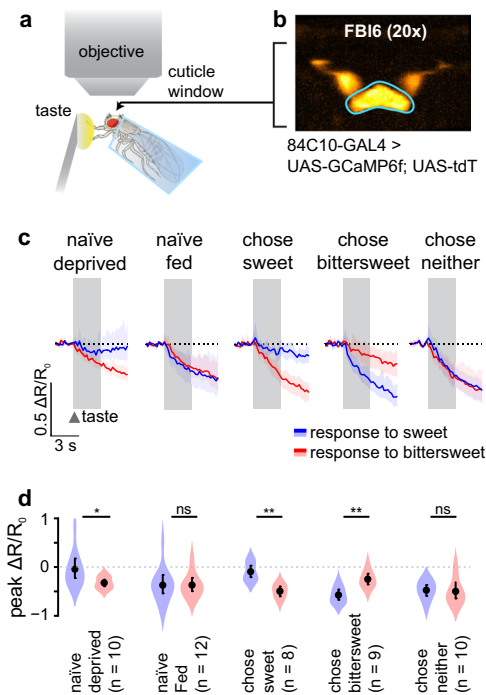 a
objective
cuticle
window
taste
b
FBl6 (20x)
84C10-GAL4 >
UAS-GCaMP6f; UAS-tdT
c
naïve
deprived
naïve
fed
chose
sweet
chose
bittersweet
chose
neither
0.5 ΔR/R0
3 s
taste
response to sweet
response to bittersweet
d
peak ΔR/R0
1
0
−1
*
ns
**
**
ns
naïve
deprived
(n = 10)
naïve
Fed
(n = 12)
chose
sweet
(n = 8)
chose
bittersweet
(n = 9)
chose
neither
(n = 10)